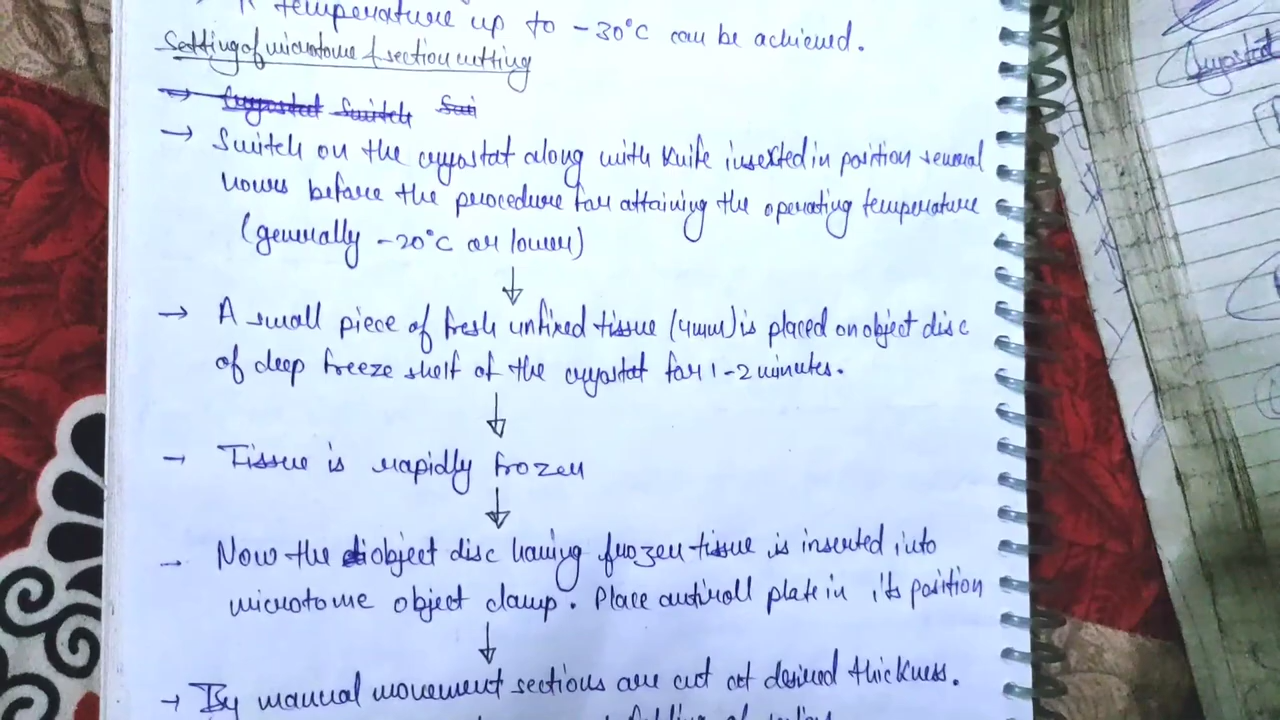 temperature up to -30°C can be achieved.
Setting of microtome & section cutting
→ Cryostat Switch Swi
→ Switch on the cryostat along with knife inserted in position several
hours before the procedure for attaining the operating temperature
(generally -20°C or lower)
↓
→ A small piece of fresh unfixed tissue (4mm) is placed on object disc
of deep freeze shelf of the cryostat for 1-2 minutes.
↓
→ Tissue is rapidly frozen
↓
→ Now the object disc having frozen tissue is inserted into
microtome object clamp. Place antiroll plate in its position
↓
→ By manual movement sections are cut at desired thickness.
Cryostat